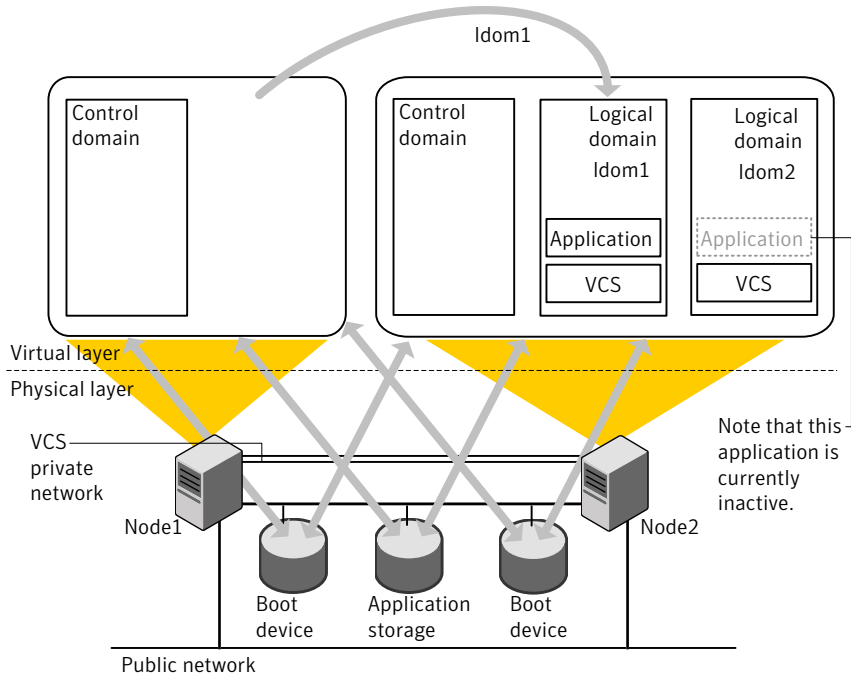 ldom1
Control
domain
Control
domain
Logical
domain
ldom1
Application
VCS
Logical
domain
ldom2
Application
VCS
Virtual layer
Physical layer
VCS
private
network
Note that this
application is
currently
inactive.
Node1
Node2
Boot
device
Application
storage
Boot
device
Public network